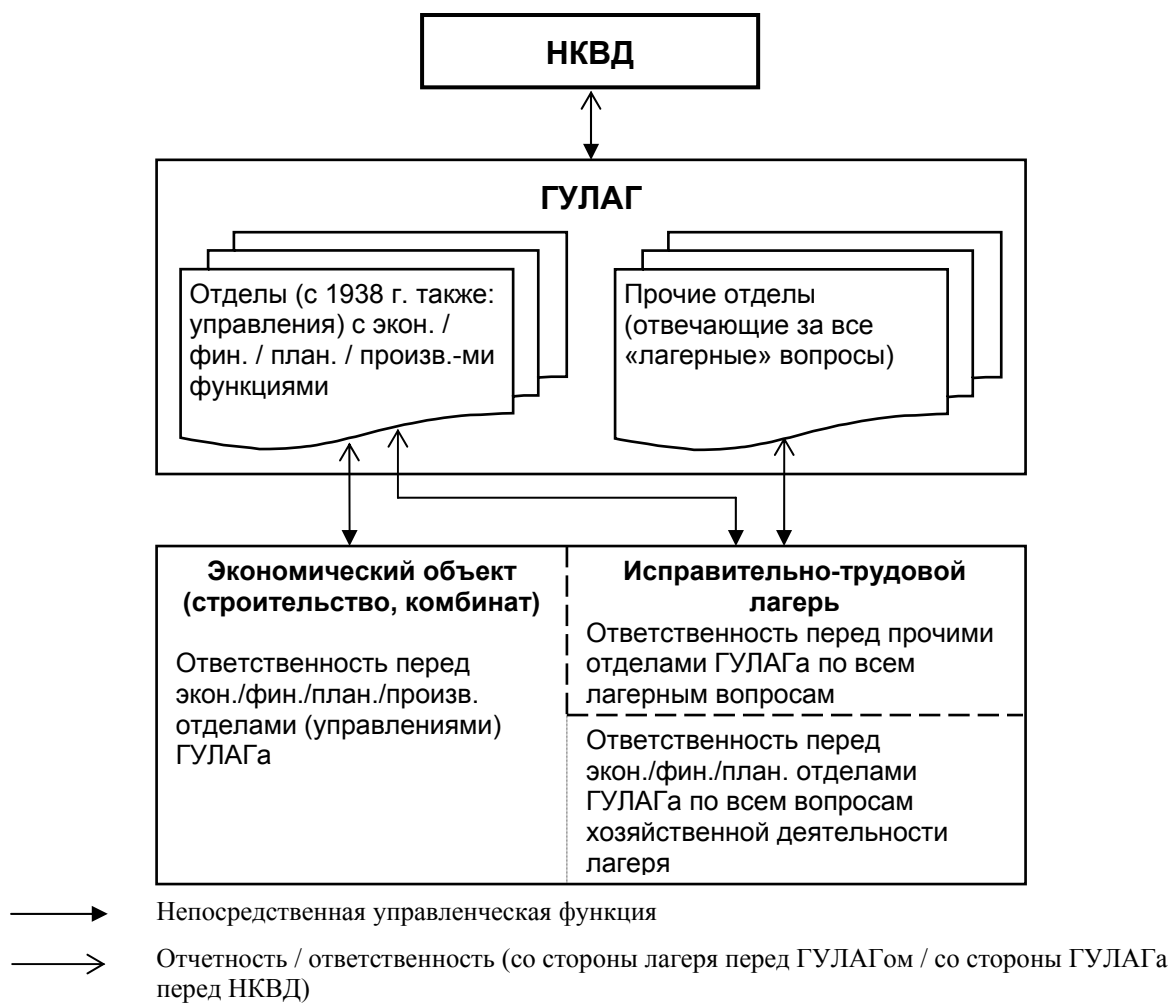 НКВД
ГУЛАГ
Отделы (с 1938 г. также:
управления) с экон. /
фин. / план. / произв.-ми
функциями
Прочие отделы
(отвечающие за все
«лагерные» вопросы)
Экономический объект
(строительство, комбинат)
Ответственность перед
экон./фин./план./произв.
отделами (управлениями)
ГУЛАГа
Исправительно-трудовой
лагерь
Ответственность перед прочими
отделами ГУЛАГа по всем
лагерным вопросам
Ответственность перед
экон./фин./план. отделами
ГУЛАГа по всем вопросам
хозяйственной деятельности
лагеря
Непосредственная управленческая функция
Отчетность / ответственность (со стороны лагеря перед ГУЛАГом / со стороны ГУЛАГа
перед НКВД)